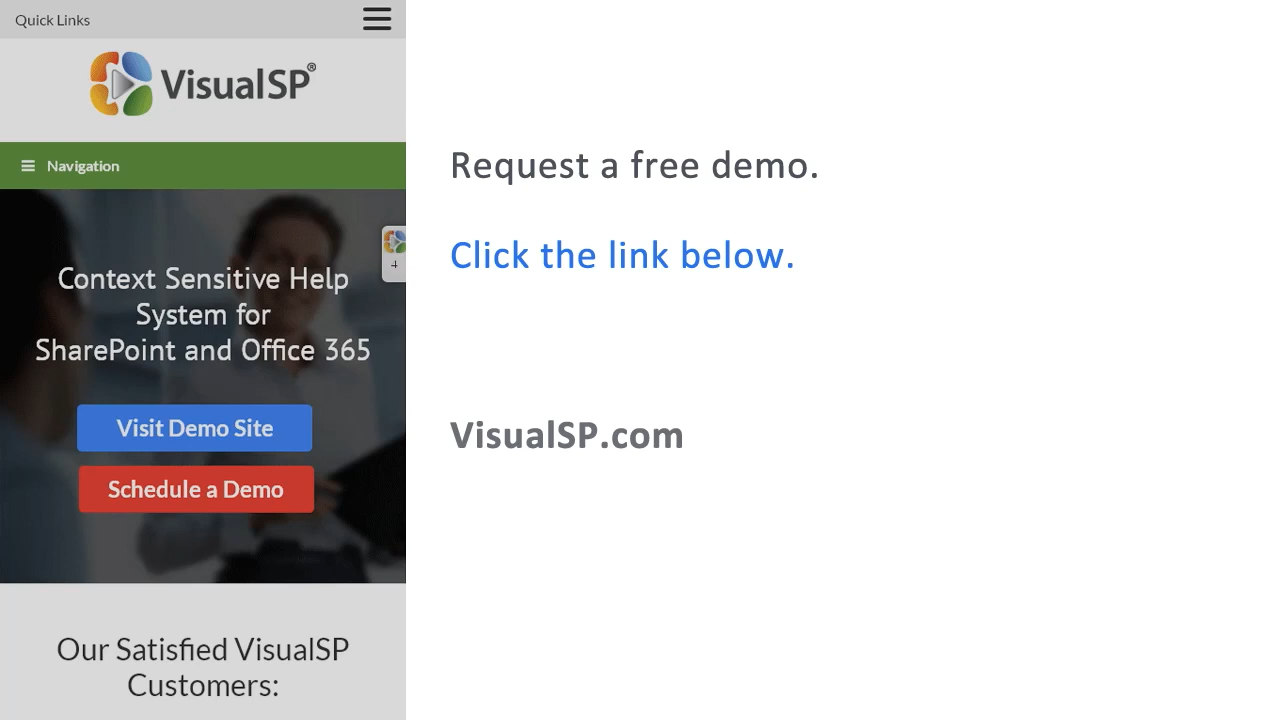 Quick Links
VisualSP®
Navigation
4
Context Sensitive Help
System for
SharePoint and Office 365
Visit Demo Site
Schedule a Demo
Our Satisfied VisualSP
Customers:
Request a free demo.
Click the link below.
VisualSP.com